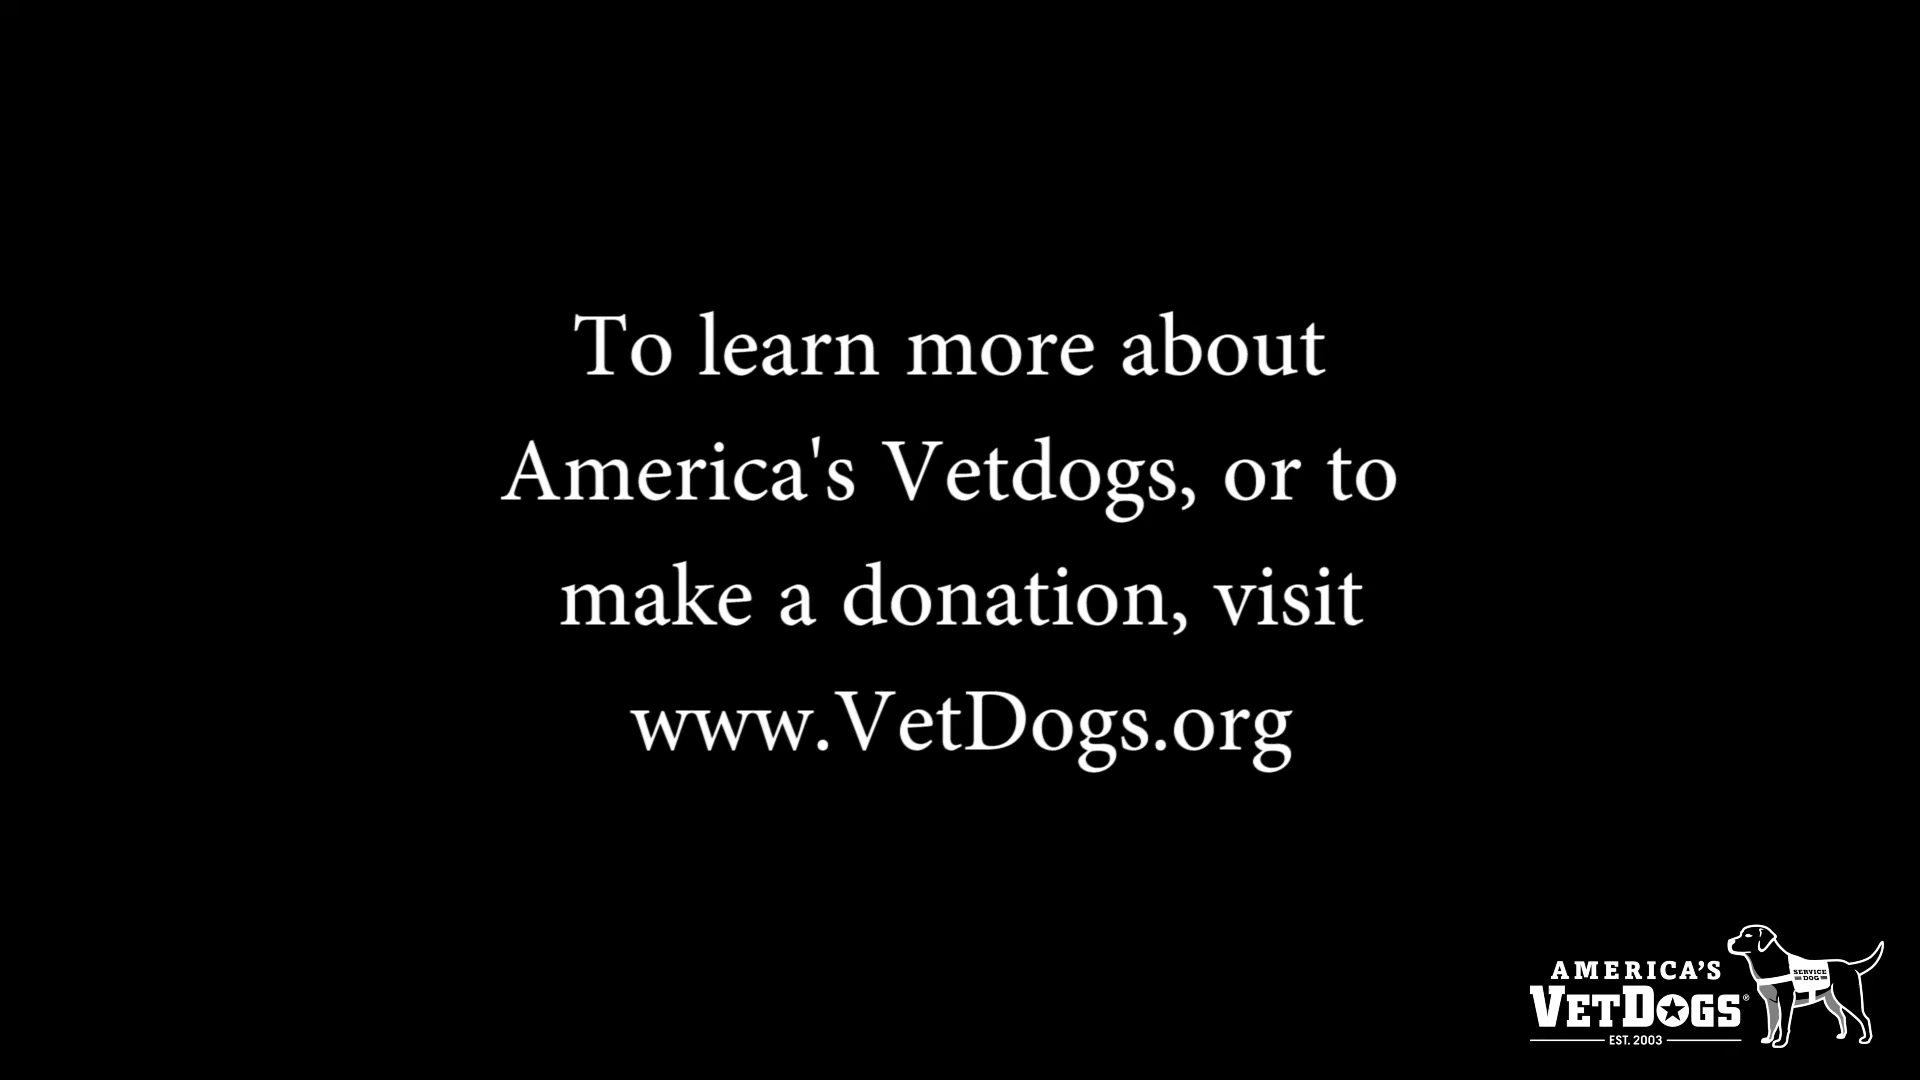 To learn more about
America's Vetdogs, or to
make a donation, visit
www.VetDogs.org
AMERICA'S
VETDOGS®
EST. 2003
SERVICE
DOG